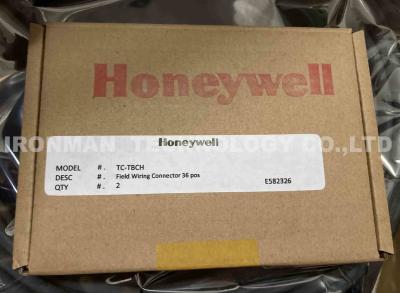 Honeywell
IRONMAN TECHNOLOGY CO., LTD
Honeywell
MODEL #. TC-TBCH
DESC #. Field Wiring Connector 36 pos
QTY #. 2 E582326